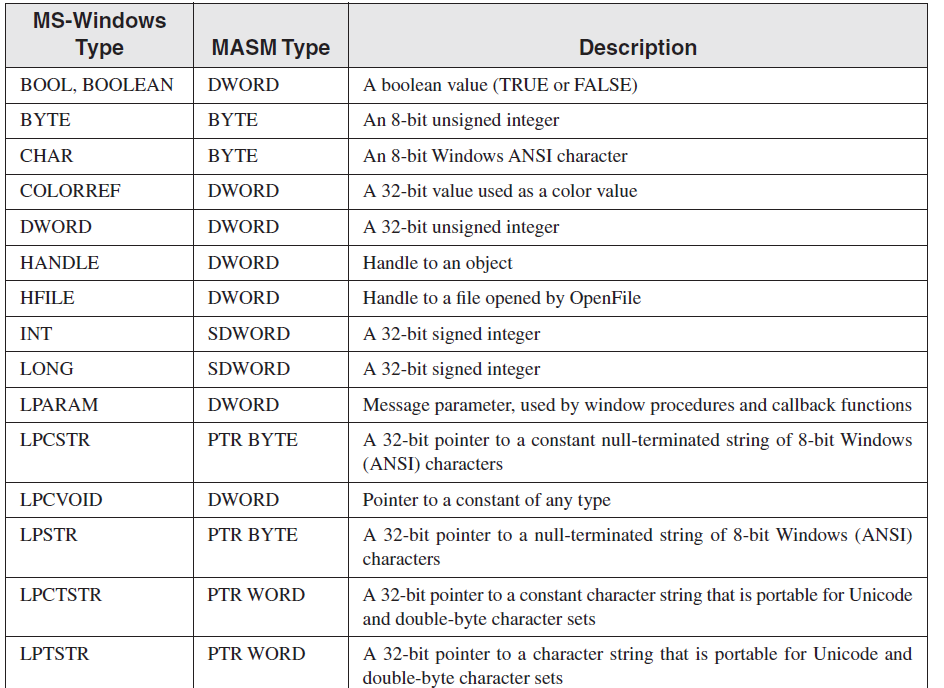 MS-Windows
Type
MASM Type
Description
BOOL, BOOLEAN DWORD A boolean value (TRUE or FALSE)
BYTE BYTE An 8-bit unsigned integer
CHAR BYTE An 8-bit Windows ANSI character
COLORREF DWORD A 32-bit value used as a color value
DWORD DWORD A 32-bit unsigned integer
HANDLE DWORD Handle to an object
HFILE DWORD Handle to a file opened by OpenFile
INT SDWORD A 32-bit signed integer
LONG SDWORD A 32-bit signed integer
LPARAM DWORD Message parameter, used by window procedures and callback functions
LPCSTR PTR BYTE A 32-bit pointer to a constant null-terminated string of 8-bit Windows
(ANSI) characters
LPCVOID DWORD Pointer to a constant of any type
LPSTR PTR BYTE A 32-bit pointer to a null-terminated string of 8-bit Windows (ANSI)
characters
LPCTSTR PTR WORD A 32-bit pointer to a constant character string that is portable for Unicode
and double-byte character sets
LPTSTR PTR WORD A 32-bit pointer to a character string that is portable for Unicode and
double-byte character sets